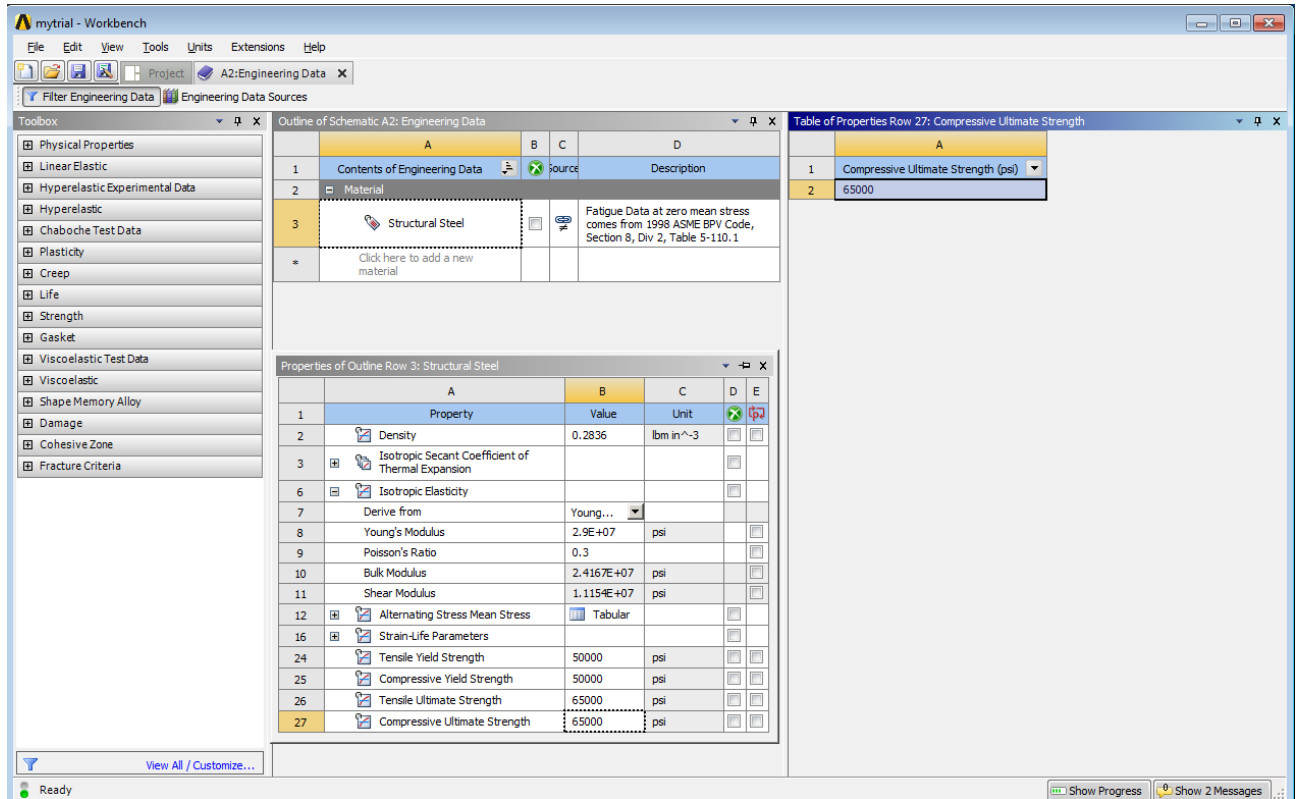 mytrial - Workbench
File Edit View Tools Units Extensions Help
Project A2:Engineering Data
Filter Engineering Data Engineering Data Sources
Toolbox
Physical Properties
Linear Elastic
Hyperelastic Experimental Data
Hyperelastic
Chaboche Test Data
Plasticity
Creep
Life
Strength
Gasket
Viscoelastic Test Data
Viscoelastic
Shape Memory Alloy
Damage
Cohesive Zone
Fracture Criteria
View All / Customize...
Outline of Schematic A2: Engineering Data
A B C D
1 Contents of Engineering Data Source Description
2 Material
3 Structural Steel Fatigue Data at zero mean stress
comes from 1998 ASME BPV Code,
Section 8, Div 2, Table 5-110.1
* Click here to add a new
material
Properties of Outline Row 3: Structural Steel
A B C D E
1 Property Value Unit
2 Density 0.2836 lbm in^-3
3 Isotropic Secant Coefficient of
Thermal Expansion
6 Isotropic Elasticity
7 Derive from Young...
8 Young's Modulus 2.9E+07 psi
9 Poisson's Ratio 0.3
10 Bulk Modulus 2.4167E+07 psi
11 Shear Modulus 1.1154E+07 psi
12 Alternating Stress Mean Stress Tabular
16 Strain-Life Parameters
24 Tensile Yield Strength 50000 psi
25 Compressive Yield Strength 50000 psi
26 Tensile Ultimate Strength 65000 psi
27 Compressive Ultimate Strength 65000 psi
Table of Properties Row 27: Compressive Ultimate Strength
A
1 Compressive Ultimate Strength (psi)
2 65000
Ready
Show Progress Show 2 Messages